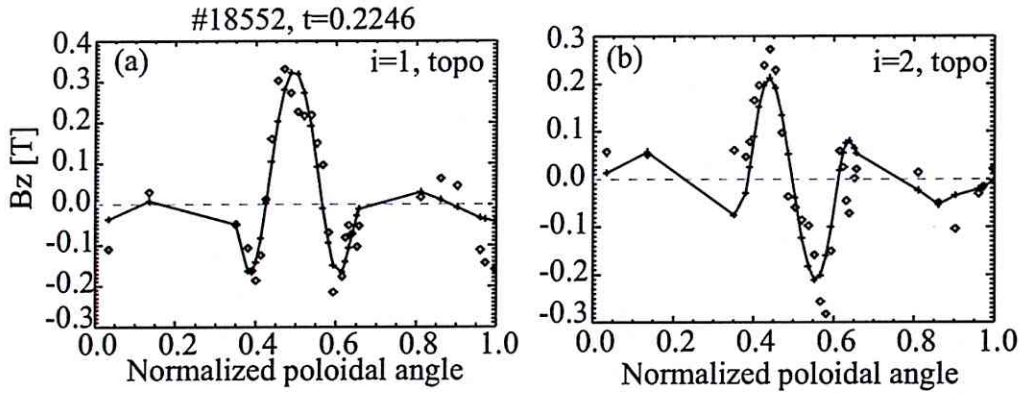 #18552, t=0.2246
(a)
i=1, topo
Bz [T]
0.4
0.3
0.2
0.1
0.0
-0.1
-0.2
-0.3
0.0 0.2 0.4 0.6 0.8 1.0
Normalized poloidal angle
(b)
i=2, topo
0.3
0.2
0.1
0.0
-0.1
-0.2
-0.3
0.0 0.2 0.4 0.6 0.8 1.0
Normalized poloidal angle